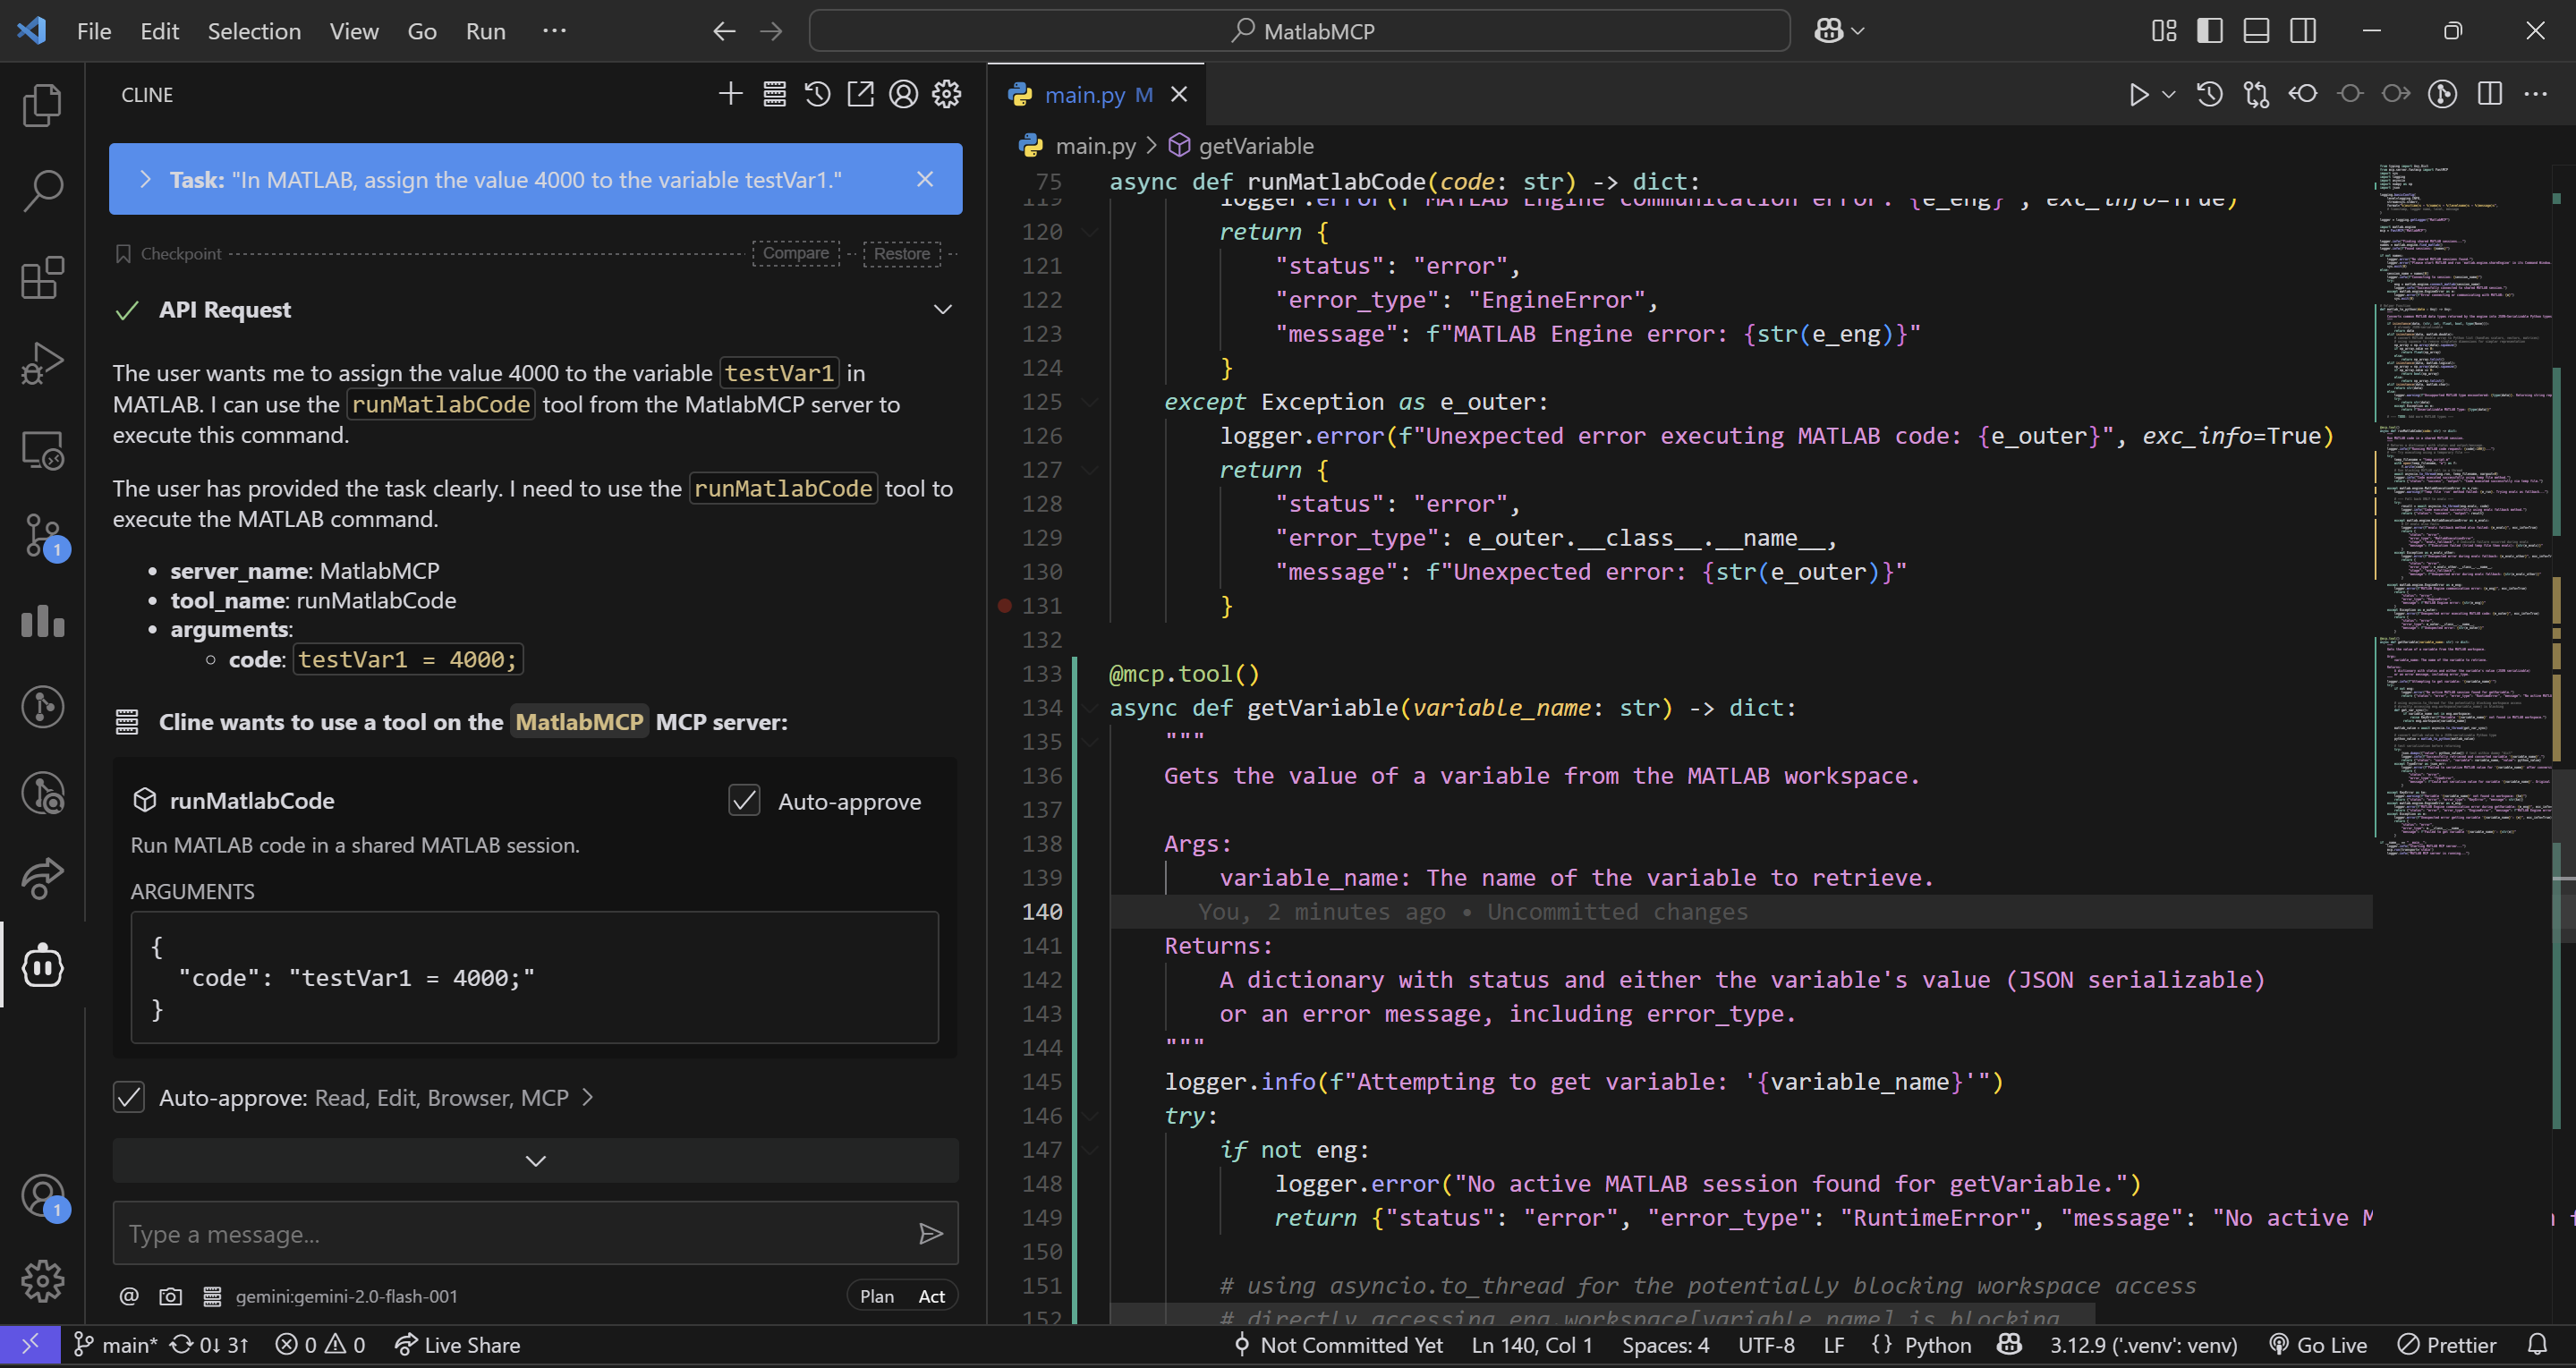 File Edit Selection View Go Run ···
MatlabMCP
CLINE
Task: "In MATLAB, assign the value 4000 to the variable testVar1."
Checkpoint Compare Restore
API Request
The user wants me to assign the value 4000 to the variable testVar1 in
MATLAB. I can use the runMatlabCode tool from the MatlabMCP server to
execute this command.
The user has provided the task clearly. I need to use the runMatlabCode tool to
execute the MATLAB command.
• server_name: MatlabMCP
• tool_name: runMatlabCode
• arguments:
◦ code: testVar1 = 4000;
Cline wants to use a tool on the MatlabMCP MCP server:
runMatlabCode Auto-approve
Run MATLAB code in a shared MATLAB session.
ARGUMENTS
{
"code": "testVar1 = 4000;"
}
Auto-approve: Read, Edit, Browser, MCP >
Type a message...
@ gemini:gemini-2.0-flash-001 Plan Act
1
1
main.py M
main.py > getVariable
75 async def runMatlabCode(code: str) -> dict:
119 logger.error(f"MATLAB Engine communication error: {e_eng}", exc_info=True)
120 return {
121 "status": "error",
122 "error_type": "EngineError",
123 "message": f"MATLAB Engine error: {str(e_eng)}"
124 }
125 except Exception as e_outer:
126 logger.error(f"Unexpected error executing MATLAB code: {e_outer}", exc_info=True)
127 return {
128 "status": "error",
129 "error_type": e_outer.__class__.__name__,
130 "message": f"Unexpected error: {str(e_outer)}"
131 }
132
133 @mcp.tool()
134 async def getVariable(variable_name: str) -> dict:
135 """
136 Gets the value of a variable from the MATLAB workspace.
137
138 Args:
139 variable_name: The name of the variable to retrieve.
140 You, 2 minutes ago • Uncommitted changes
141 Returns:
142 A dictionary with status and either the variable's value (JSON serializable)
143 or an error message, including error_type.
144 """
145 logger.info(f"Attempting to get variable: '{variable_name}'")
146 try:
147 if not eng:
148 logger.error("No active MATLAB session found for getVariable.")
149 return {"status": "error", "error_type": "RuntimeError", "message": "No active M
150
151 # using asyncio.to_thread for the potentially blocking workspace access
152 # directly accessing eng.workspace[variable_name] is blocking
main* 0↓ 3↑ 0 0 Live Share Not Committed Yet Ln 140, Col 1 Spaces: 4 UTF-8 LF {} Python 3.12.9 ('.venv': venv) Go Live Prettier